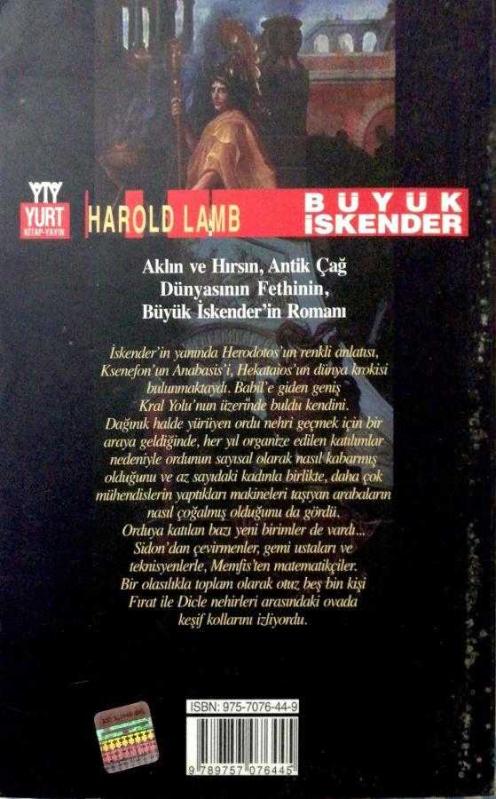 YTY
YURT
KİTAP-YAYIN
HAROLD LAMB
BÜYÜK
İSKENDER
Aklın ve Hırsın, Antik Çağ
Dünyasının Fethinin,
Büyük İskender'in Romanı
İskender'in yanında Herodotos'un renkli anlatısı,
Ksenefon'un Anabasis'i, Hekataios'un dünya krokisi
bulunmaktaydı. Babil'e giden geniş
Kral Yolu'nun üzerinde buldu kendini.
Dağınık halde yürüyen ordu nehri geçmek için bir
araya geldiğinde, her yıl organize edilen katılımlar
nedeniyle ordunun sayısal olarak nasıl kabarmış
olduğunu ve az sayıdaki kadınla birlikte, daha çok
mühendislerin yaptıkları makineleri taşıyan arabaların
nasıl çoğalmış olduğunu da gördü.
Orduya katılan bazı yeni birimler de vardı...
Sidon'dan çevirmenler, gemi ustaları ve
teknisyenlerle, Memfis'ten matematikçiler.
Bir olasılıkla toplam olarak otuz beş bin kişi
Fırat ile Dicle nehirleri arasındaki ovada
keşif kollarını izliyordu.
ISBN: 975-7076-44-9
9 789757 076445